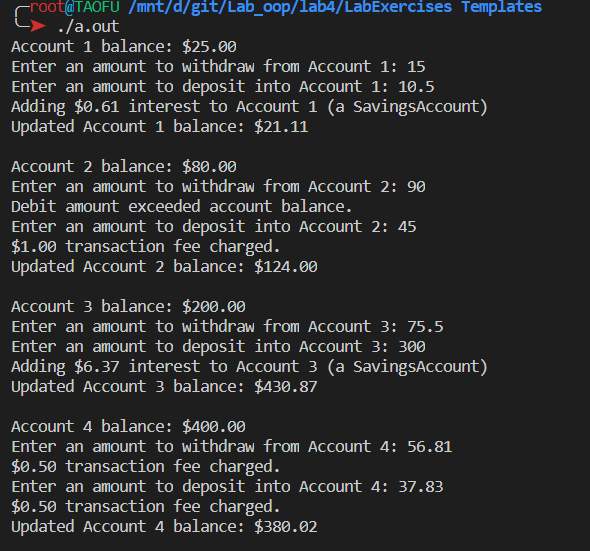 root@TAOFU /mnt/d/git/Lab_oop/lab4/LabExercises Templates
./a.out
Account 1 balance: $25.00
Enter an amount to withdraw from Account 1: 15
Enter an amount to deposit into Account 1: 10.5
Adding $0.61 interest to Account 1 (a SavingsAccount)
Updated Account 1 balance: $21.11

Account 2 balance: $80.00
Enter an amount to withdraw from Account 2: 90
Debit amount exceeded account balance.
Enter an amount to deposit into Account 2: 45
$1.00 transaction fee charged.
Updated Account 2 balance: $124.00

Account 3 balance: $200.00
Enter an amount to withdraw from Account 3: 75.5
Enter an amount to deposit into Account 3: 300
Adding $6.37 interest to Account 3 (a SavingsAccount)
Updated Account 3 balance: $430.87

Account 4 balance: $400.00
Enter an amount to withdraw from Account 4: 56.81
$0.50 transaction fee charged.
Enter an amount to deposit into Account 4: 37.83
$0.50 transaction fee charged.
Updated Account 4 balance: $380.02